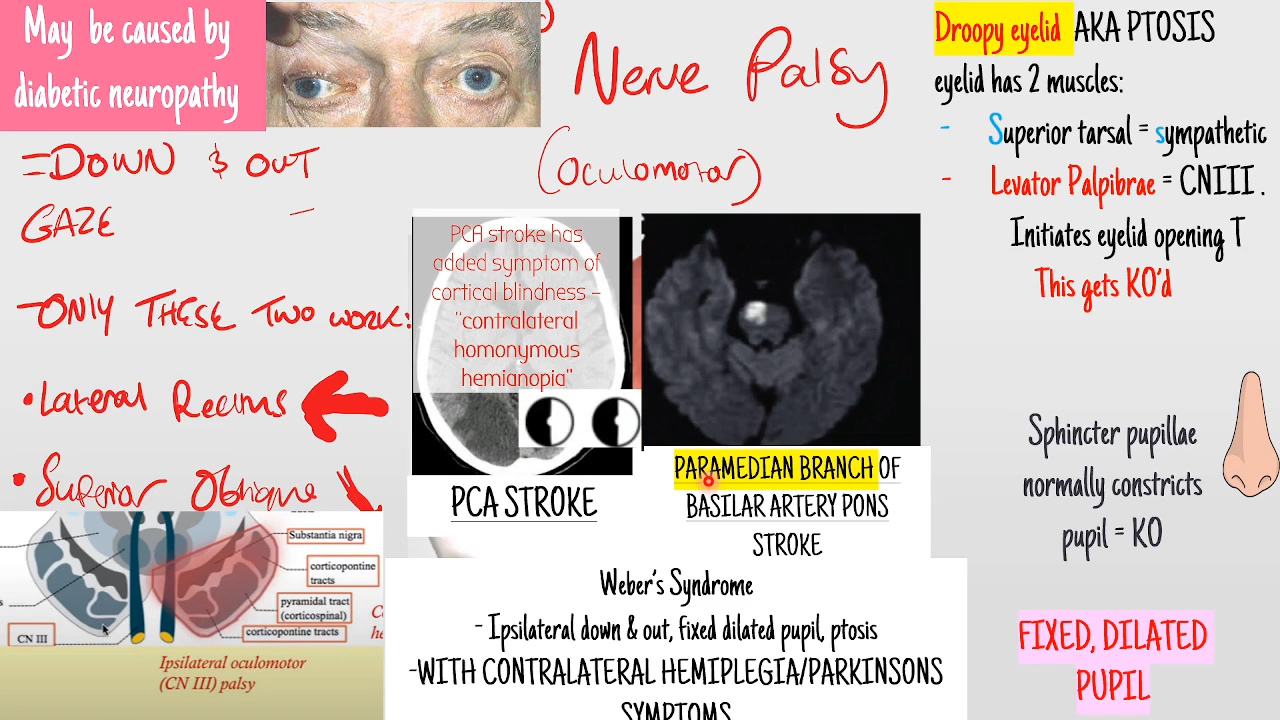 May be caused by
diabetic neuropathy
=DOWN & OUT
GAZE
-ONLY THESE TWO WORK:
• Lateral Rectus
• Superior Oblique
Substantia nigra
corticopontine
tracts
pyramidal tract
(corticospinal)
corticopontine tracts
CN III
Ipsilateral oculomotor
(CN III) palsy
Nerve Palsy
(oculomotor)
PCA stroke has
added symptom of
cortical blindness –
"contralateral
homonymous
hemianopia"
PCA STROKE
PARAMEDIAN BRANCH OF
BASILAR ARTERY PONS
STROKE
Weber's Syndrome
- Ipsilateral down & out, fixed dilated pupil, ptosis
-WITH CONTRALATERAL HEMIPLEGIA/PARKINSONS
SYMPTOMS
Droopy eyelid AKA PTOSIS
eyelid has 2 muscles:
- Superior tarsal = sympathetic
- Levator Palpibrae = CNIII .
Initiates eyelid opening T
This gets KO'd
Sphincter pupillae
normally constricts
pupil = KO
FIXED, DILATED
PUPIL